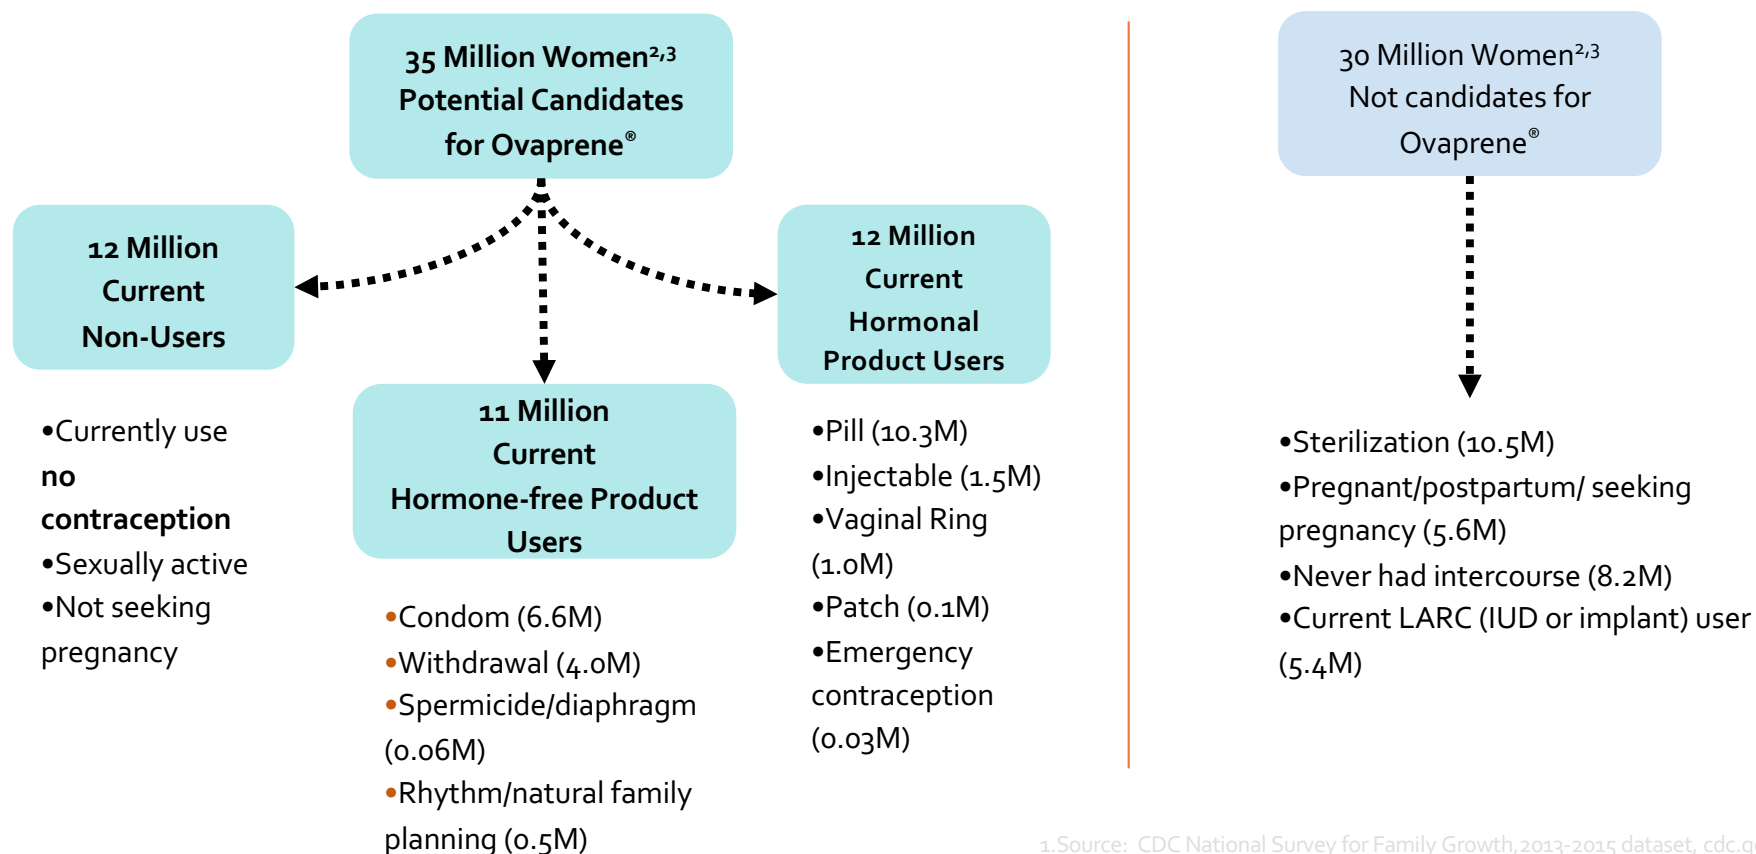 35 Million Women²,³
Potential Candidates
for Ovaprene®
30 Million Women²,³
Not candidates for
Ovaprene®
12 Million
Current
Non-Users
12 Million
Current
Hormonal
Product Users
11 Million
Current
Hormone-free Product
Users
•Currently use
no
contraception
•Sexually active
•Not seeking
pregnancy
•Condom (6.6M)
•Withdrawal (4.0M)
•Spermicide/diaphragm
(0.06M)
•Rhythm/natural family
planning (0.5M)
•Pill (10.3M)
•Injectable (1.5M)
•Vaginal Ring
(1.0M)
•Patch (0.1M)
•Emergency
contraception
(0.03M)
•Sterilization (10.5M)
•Pregnant/postpartum/ seeking
pregnancy (5.6M)
•Never had intercourse (8.2M)
•Current LARC (IUD or implant) user
(5.4M)
1.Source: CDC National Survey for Family Growth,2013-2015 dataset,